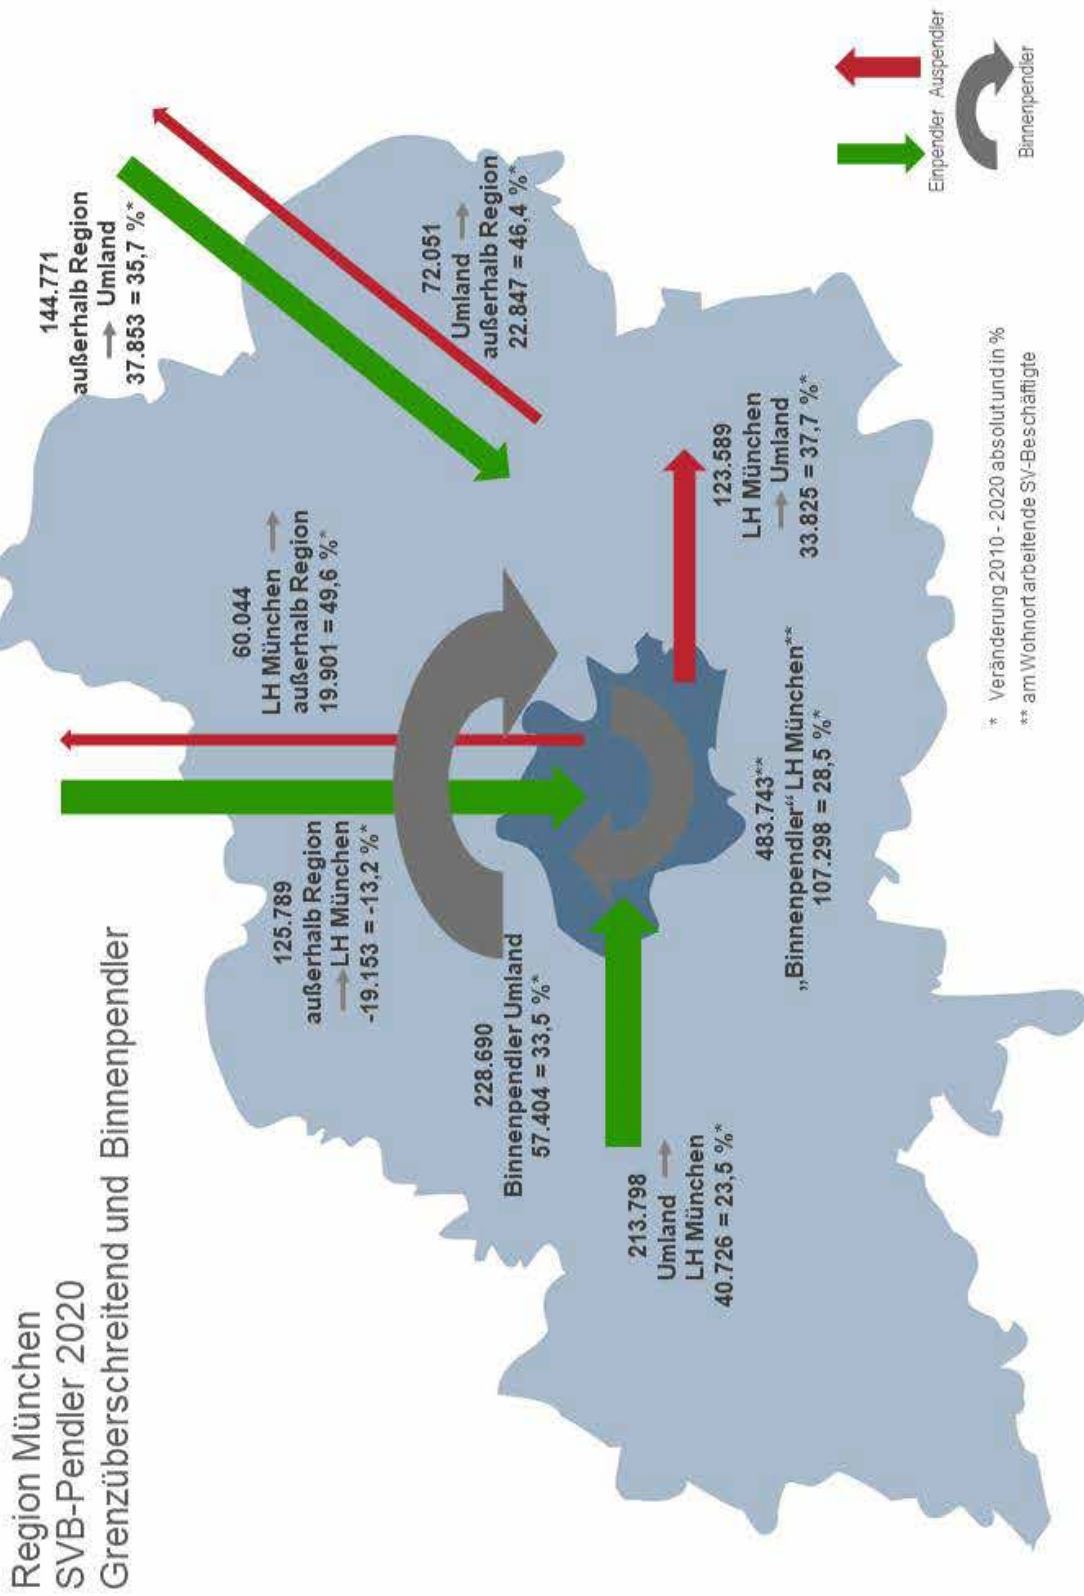 Region München
SVB-Pendler 2020
Grenzüberschreitend und Binnenpendler
213.798
Umland →
LH München
40.726 = 23,5 %*
228.690
Binnenpendler Umland
57.404 = 33,5 %*
125.789
außerhalb Region
→ LH München
-19.153 = -13,2 %*
60.044
LH München →
außerhalb Region
19.901 = 49,6 %*
144.771
außerhalb Region
→ Umland
37.853 = 35,7 %*
72.051
Umland →
außerhalb Region
22.847 = 46,4 %*
123.589
LH München
→ Umland
33.825 = 37,7 %*
483.743**
„Binnenpendler“ LH München**
107.298 = 28,5 %*
* Veränderung 2010 - 2020 absolut und in %
** am Wohnort arbeitende SV-Beschäftigte
Einpendler Auspendler
Binnenpendler